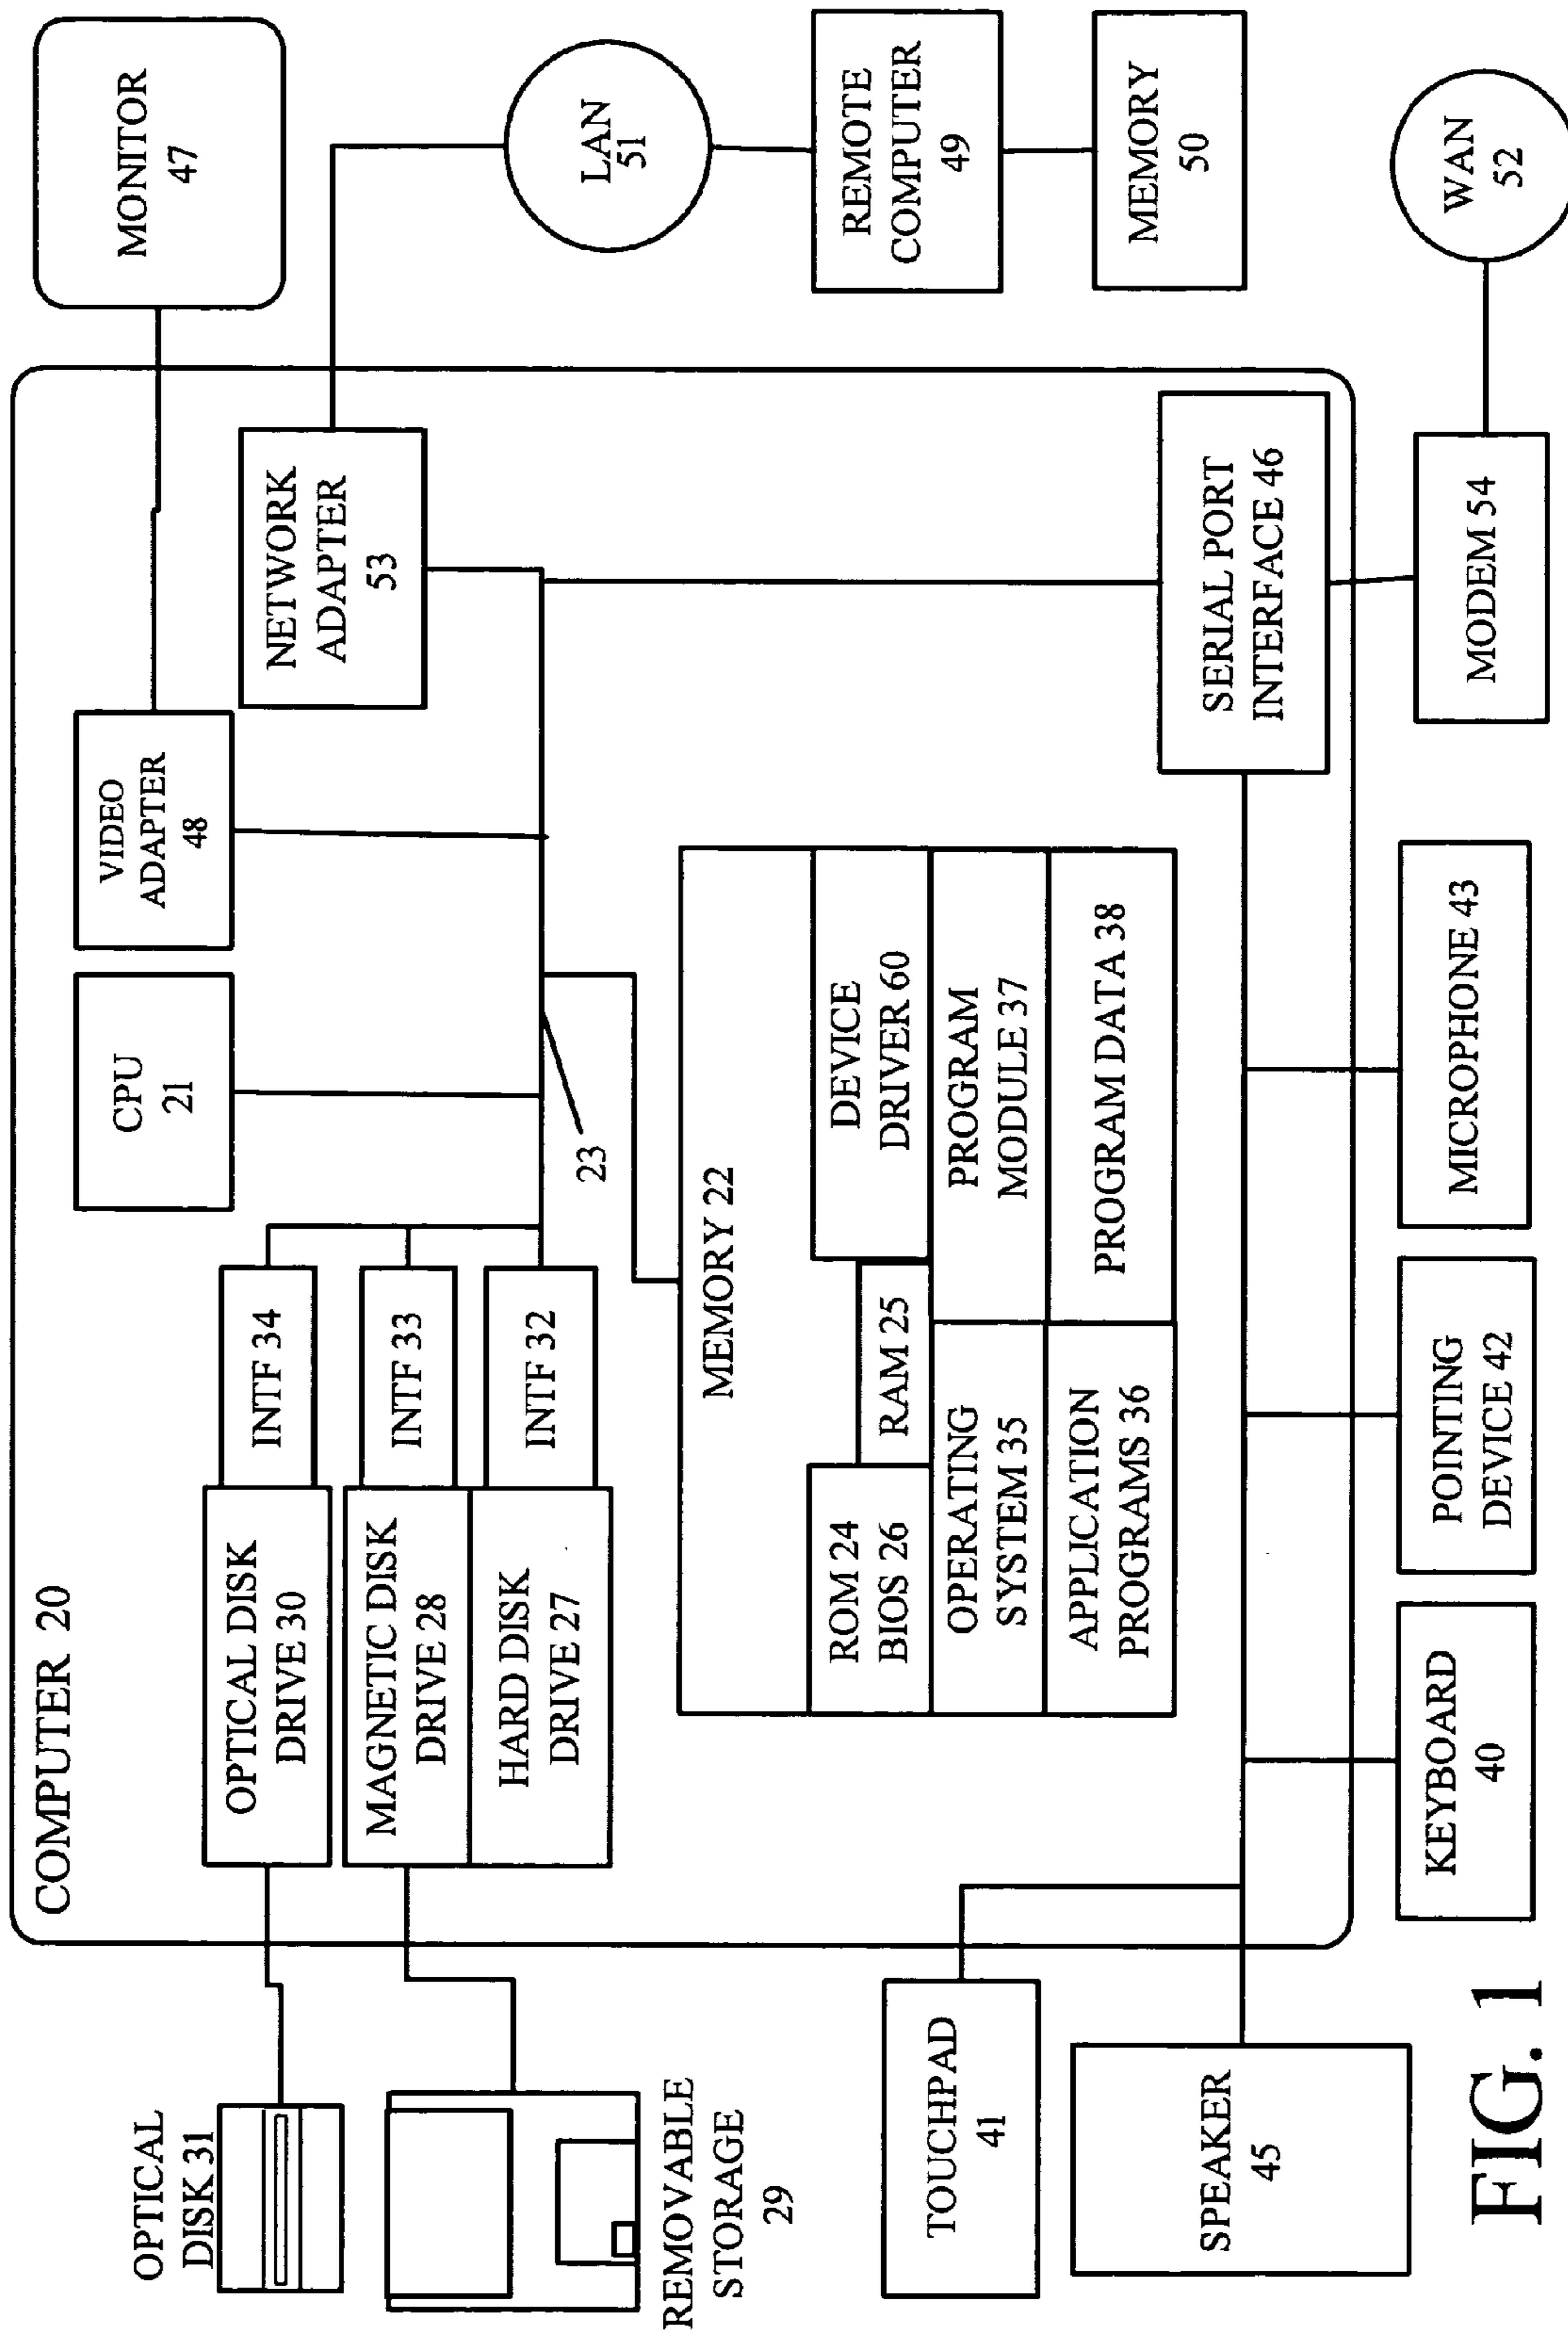 COMPUTER 20
OPTICAL
DISK 31
OPTICAL DISK
DRIVE 30
INTF 34
CPU
21
VIDEO
ADAPTER
48
MONITOR
47
REMOVABLE
STORAGE
29
MAGNETIC DISK
DRIVE 28
INTF 33
HARD DISK
DRIVE 27
INTF 32
23
NETWORK
ADAPTER
53
LAN
51
MEMORY 22
ROM 24
BIOS 26
RAM 25
DEVICE
DRIVER 60
OPERATING
SYSTEM 35
PROGRAM
MODULE 37
APPLICATION
PROGRAMS 36
PROGRAM DATA 38
REMOTE
COMPUTER
49
MEMORY
50
TOUCHPAD
41
SPEAKER
45
SERIAL PORT
INTERFACE 46
KEYBOARD
40
POINTING
DEVICE 42
MICROPHONE 43
MODEM 54
WAN
52
FIG. 1